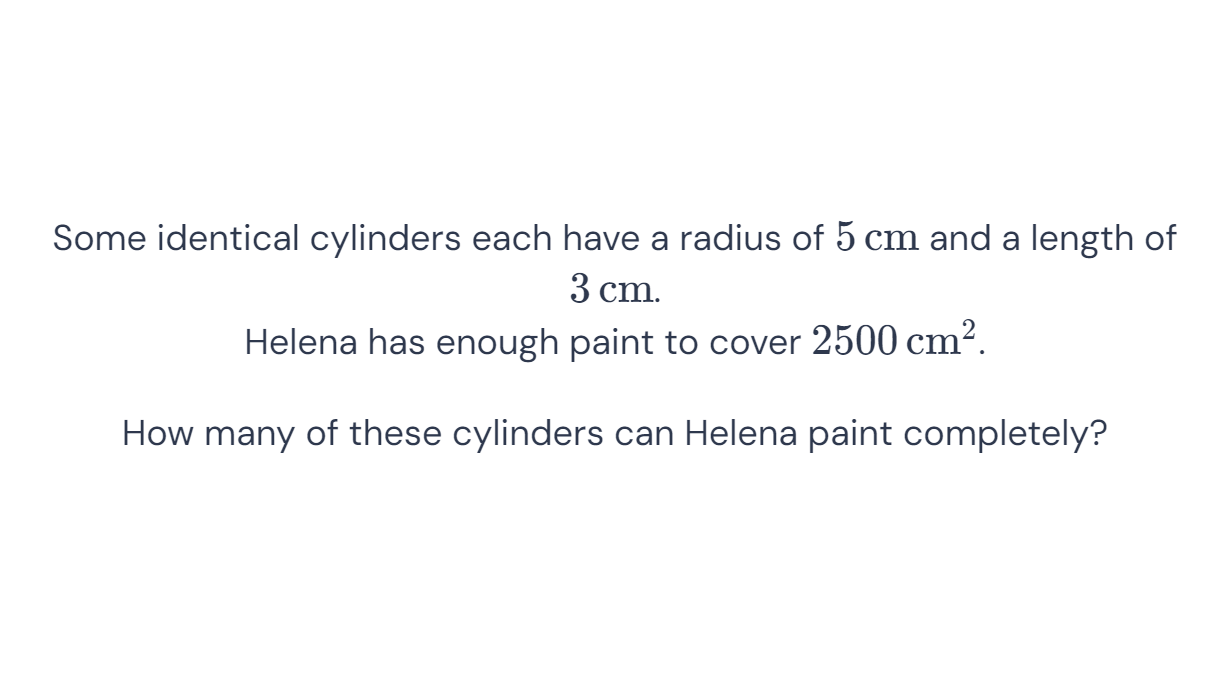 Some identical cylinders each have a radius of 5 cm and a length of
3 cm.
Helena has enough paint to cover 2500 cm².
How many of these cylinders can Helena paint completely?